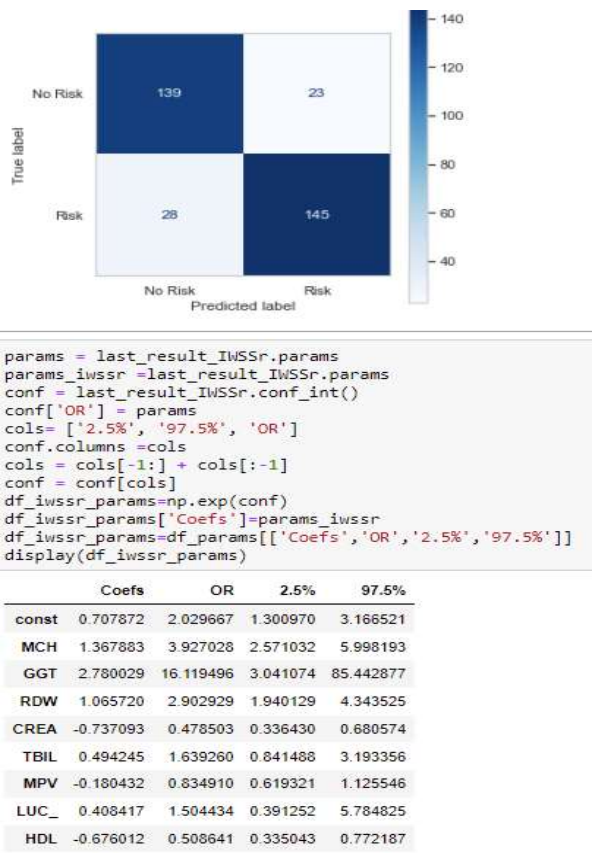 140
No Risk 139 23
120
100
True label
80
Risk 28 145
60
40
No Risk Risk
Predicted label
params = last_result_IWSSr.params
params_iwssr =last_result_IWSSr.params
conf = last_result_IWSSr.conf_int()
conf['OR'] = params
cols= ['2.5%', '97.5%', 'OR']
conf.columns =cols
cols = cols[-1:] + cols[:-1]
conf = conf[cols]
df_iwssr_params=np.exp(conf)
df_iwssr_params['Coefs']=params_iwssr
df_iwssr_params=df_params[['Coefs','OR','2.5%','97.5%']]
display(df_iwssr_params)
Coefs OR 2.5% 97.5%
const 0.707872 2.029667 1.300970 3.166521
MCH 1.367883 3.927028 2.571032 5.998193
GGT 2.780029 16.119496 3.041074 85.442877
RDW 1.065720 2.902929 1.940129 4.343525
CREA -0.737093 0.478503 0.336430 0.680574
TBIL 0.494245 1.639260 0.841488 3.193356
MPV -0.180432 0.834910 0.619321 1.125546
LUC_ 0.408417 1.504434 0.391252 5.784825
HDL -0.676012 0.508641 0.335043 0.772187